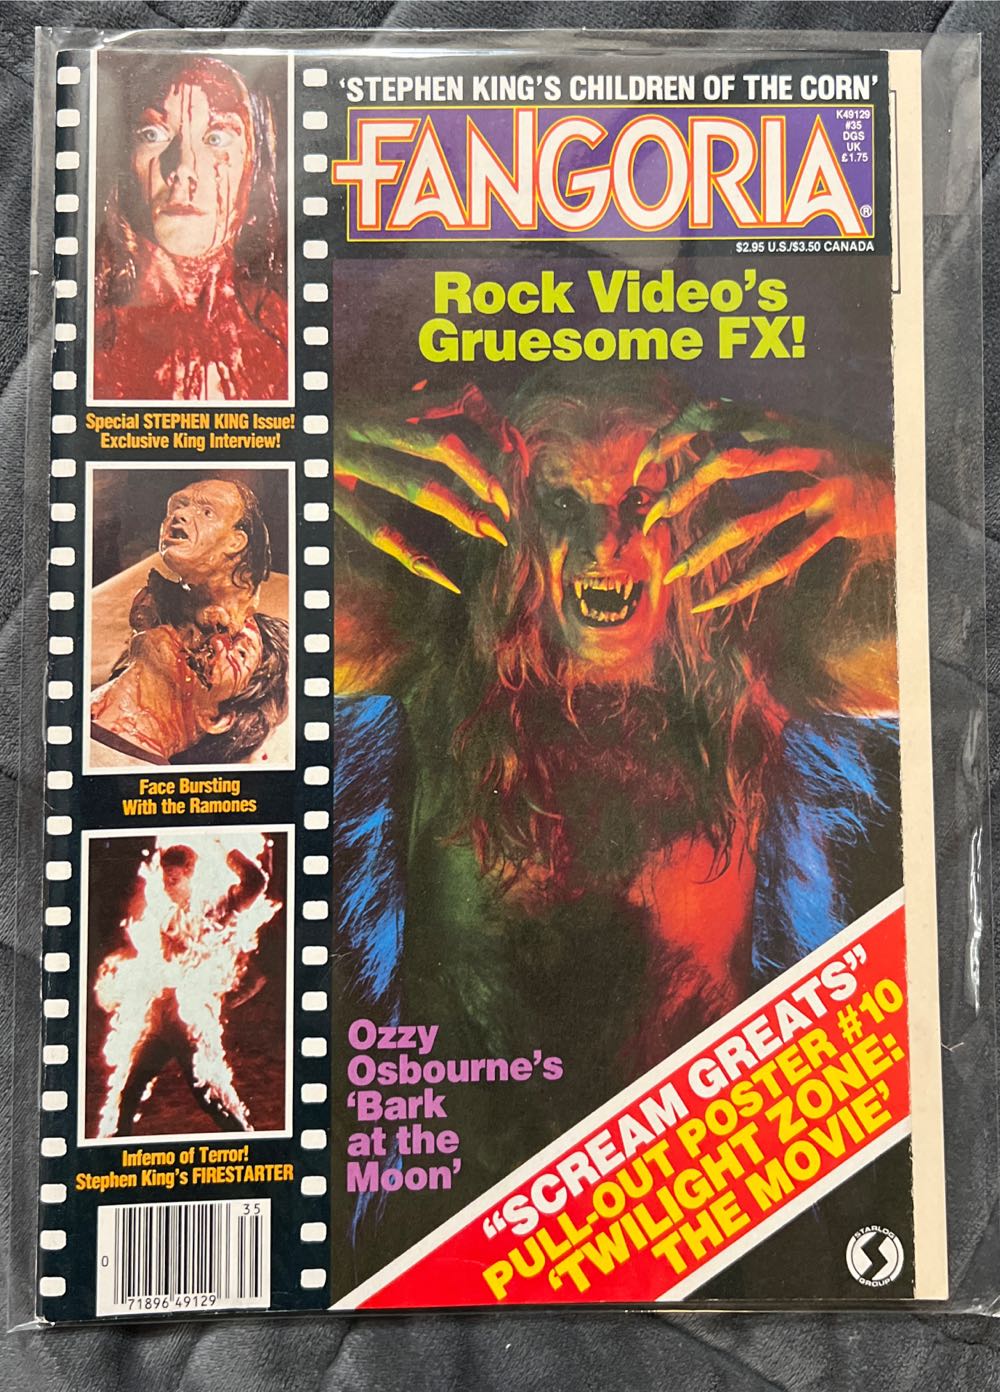 'STEPHEN KING'S CHILDREN OF THE CORN'
FANGORIA®
K49129
#35
DGS
UK
£1.75
$2.95 U.S./$3.50 CANADA
Rock Video's
Gruesome FX!
Special STEPHEN KING Issue!
Exclusive King Interview!
Face Bursting
With the Ramones
Inferno of Terror!
Stephen King's FIRESTARTER
Ozzy
Osbourne's
'Bark
at the
Moon'
"SCREAM GREATS"
PULL-OUT POSTER #10
'TWILIGHT ZONE:
THE MOVIE'
STARLOG
GROUP
35
0 71896 49129